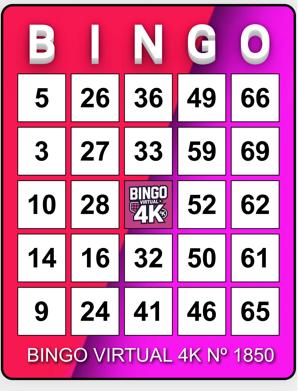 B I N G O
5 26 36 49 66
3 27 33 59 69
10 28 BINGO VIRTUAL 4K 52 62
14 16 32 50 61
9 24 41 46 65
BINGO VIRTUAL 4K Nº 1850